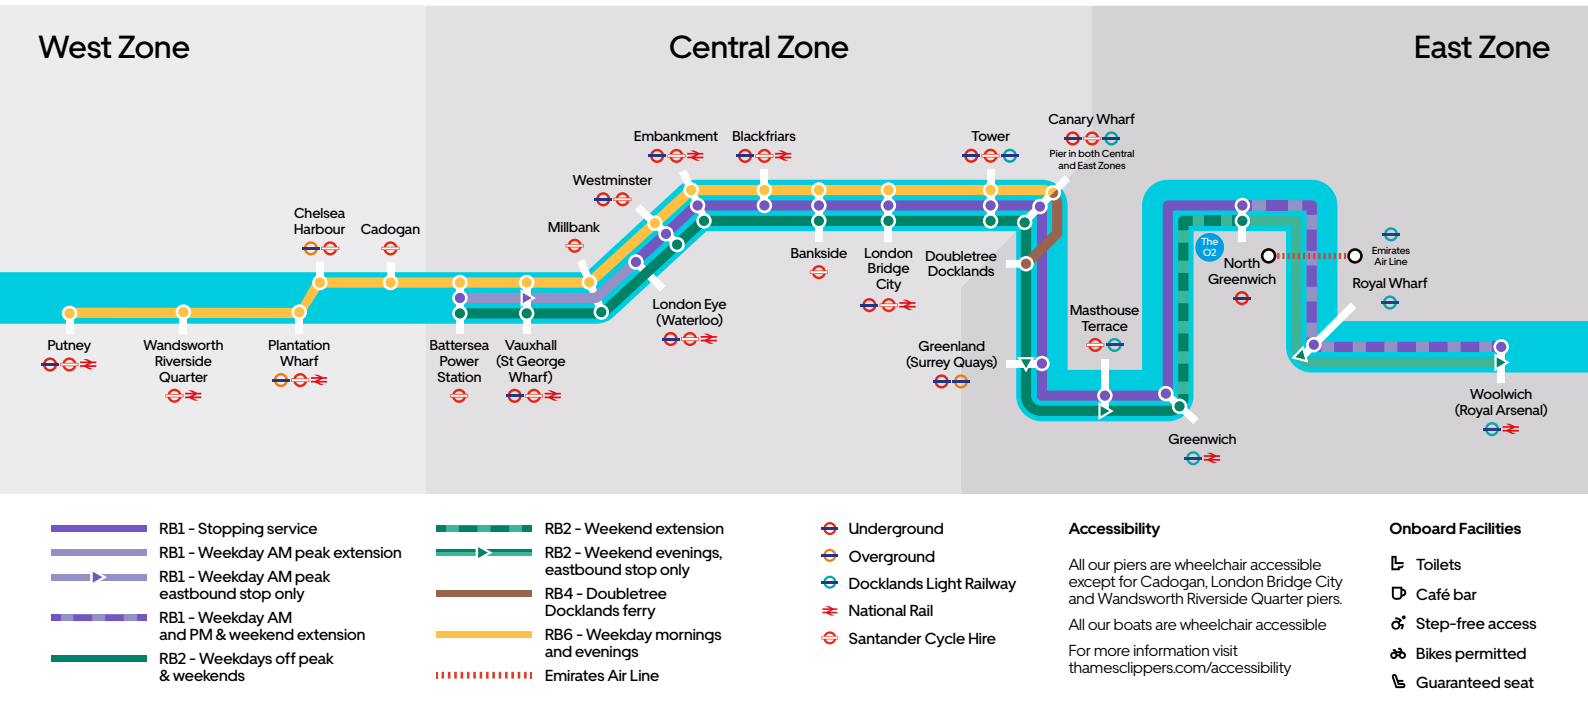 West Zone
Central Zone
East Zone
Canary Wharf
Pier in both Central
and East Zones
Embankment
Blackfriars
Tower
Westminster
Millbank
Chelsea
Harbour
Cadogan
Bankside
London
Bridge
City
Doubletree
Docklands
The
O2
North
Greenwich
Emirates
Air Line
Royal Wharf
London Eye
(Waterloo)
Masthouse
Terrace
Putney
Wandsworth
Riverside
Quarter
Plantation
Wharf
Battersea
Power
Station
Vauxhall
(St George
Wharf)
Greenland
(Surrey Quays)
Woolwich
(Royal Arsenal)
Greenwich
RB1 - Stopping service
RB1 - Weekday AM peak extension
RB1 - Weekday AM peak
eastbound stop only
RB1 - Weekday AM
and PM & weekend extension
RB2 - Weekdays off peak
& weekends
RB2 - Weekend extension
RB2 - Weekend evenings,
eastbound stop only
RB4 - Doubletree
Docklands ferry
RB6 - Weekday mornings
and evenings
Emirates Air Line
Underground
Overground
Docklands Light Railway
National Rail
Santander Cycle Hire
Accessibility
All our piers are wheelchair accessible
except for Cadogan, London Bridge City
and Wandsworth Riverside Quarter piers.
All our boats are wheelchair accessible
For more information visit
thamesclippers.com/accessibility
Onboard Facilities
Toilets
Café bar
Step-free access
Bikes permitted
Guaranteed seat